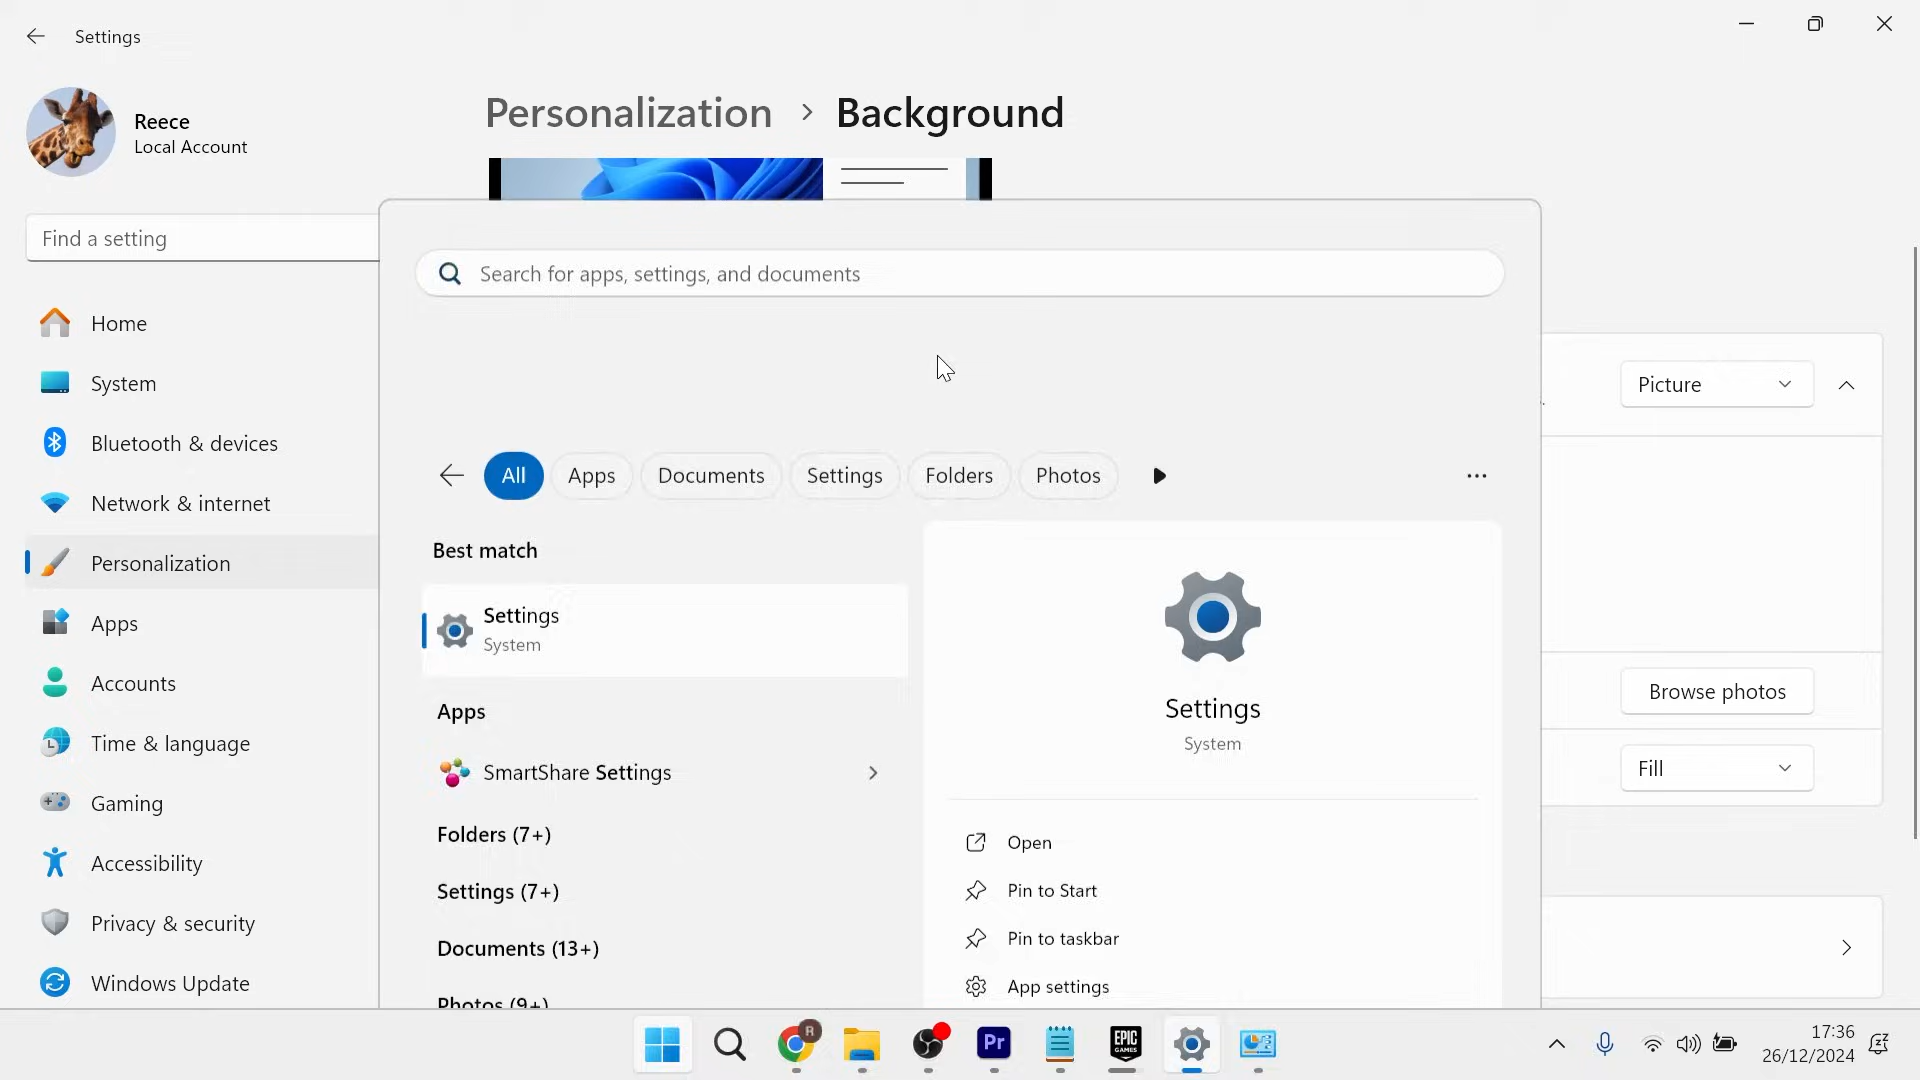 Settings
Reece
Local Account
Find a setting
Home
System
Bluetooth & devices
Network & internet
Personalization
Apps
Accounts
Time & language
Gaming
Accessibility
Privacy & security
Windows Update
Personalization > Background
Search for apps, settings, and documents
All Apps Documents Settings Folders Photos
Best match
Settings
System
Apps
SmartShare Settings
Folders (7+)
Settings (7+)
Documents (13+)
Photos (9+)
Settings
System
Open
Pin to Start
Pin to taskbar
App settings
Picture
Browse photos
Fill
R
Pr
EPIC
GAMES
17:36
26/12/2024